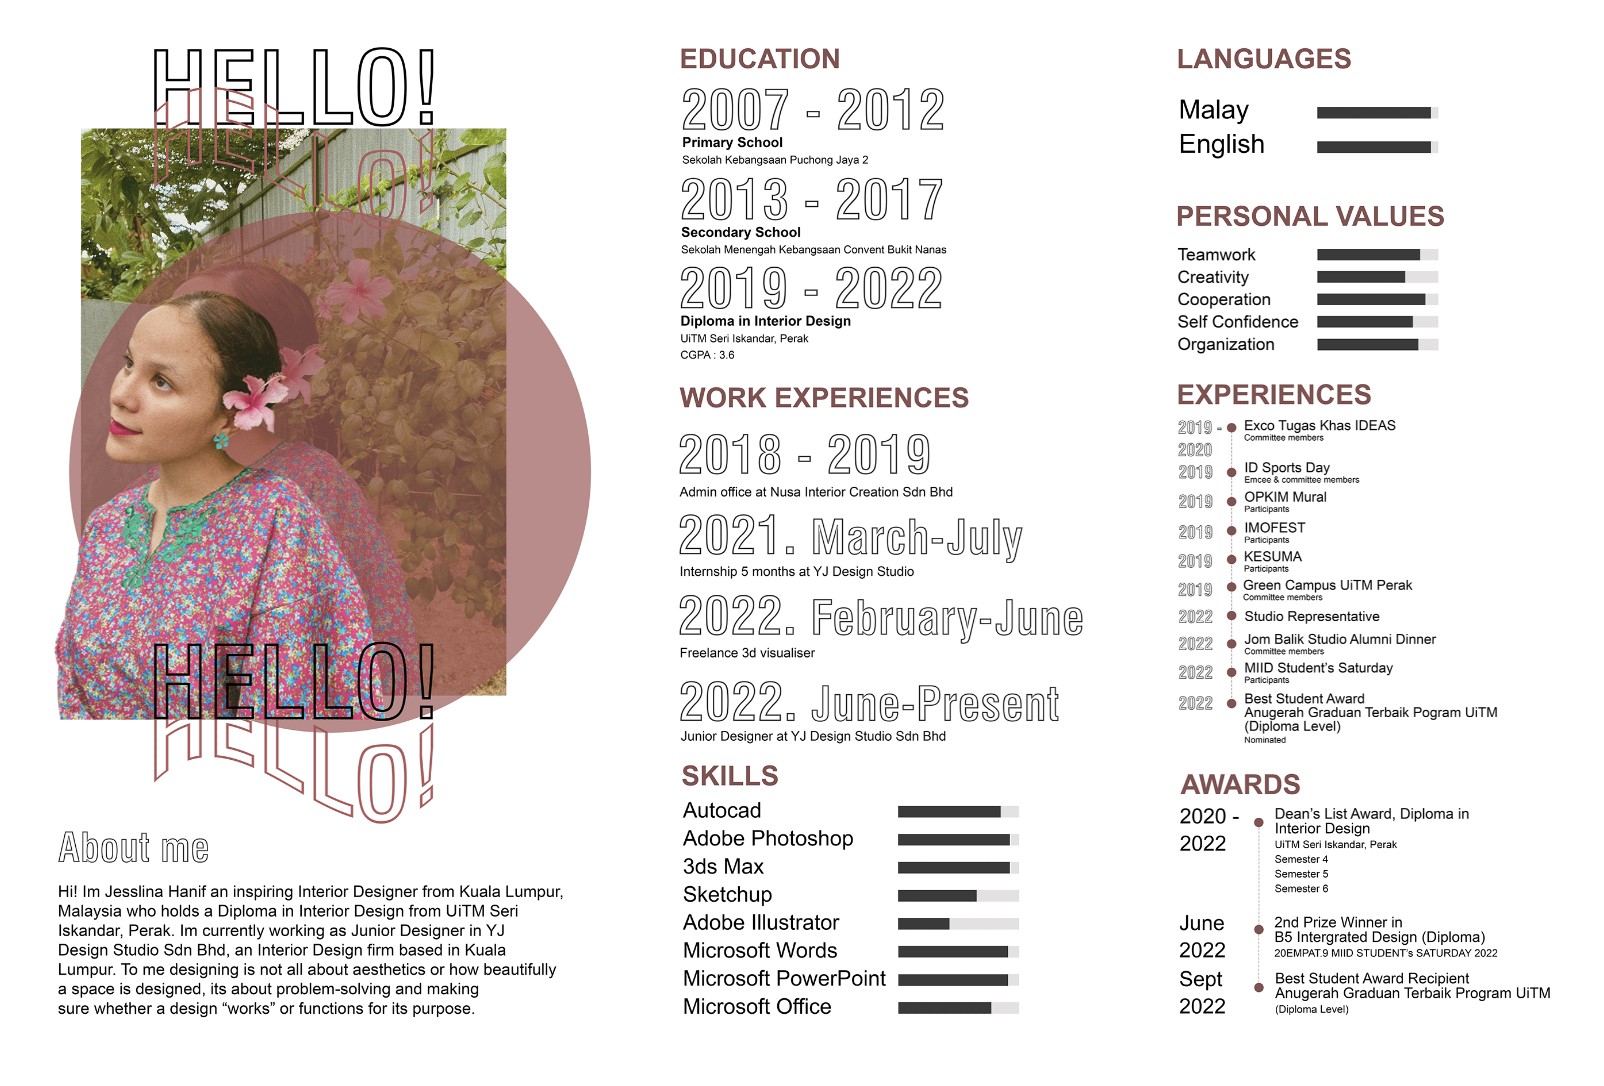 HELLO!
HELLO!
HELLO!
HELLO!
About me
Hi! Im Jesslina Hanif an inspiring Interior Designer from Kuala Lumpur,
Malaysia who holds a Diploma in Interior Design from UiTM Seri
Iskandar, Perak. Im currently working as Junior Designer in YJ
Design Studio Sdn Bhd, an Interior Design firm based in Kuala
Lumpur. To me designing is not all about aesthetics or how beautifully
a space is designed, its about problem-solving and making
sure whether a design “works” or functions for its purpose.
EDUCATION
2007 - 2012
Primary School
Sekolah Kebangsaan Puchong Jaya 2
2013 - 2017
Secondary School
Sekolah Menengah Kebangsaan Convent Bukit Nanas
2019 - 2022
Diploma in Interior Design
UiTM Seri Iskandar, Perak
CGPA : 3.6
WORK EXPERIENCES
2018 - 2019
Admin office at Nusa Interior Creation Sdn Bhd
2021. March-July
Internship 5 months at YJ Design Studio
2022. February-June
Freelance 3d visualiser
2022. June-Present
Junior Designer at YJ Design Studio Sdn Bhd
SKILLS
Autocad
Adobe Photoshop
3ds Max
Sketchup
Adobe Illustrator
Microsoft Words
Microsoft PowerPoint
Microsoft Office
LANGUAGES
Malay
English
PERSONAL VALUES
Teamwork
Creativity
Cooperation
Self Confidence
Organization
EXPERIENCES
2019 - 2020
Exco Tugas Khas IDEAS
Committee members
2019
ID Sports Day
Emcee & committee members
2019
OPKIM Mural
Participants
2019
IMOFEST
Participants
2019
KESUMA
Participants
2019
Green Campus UiTM Perak
Committee members
2022
Studio Representative
2022
Jom Balik Studio Alumni Dinner
Committee members
2022
MIID Student’s Saturday
Participants
2022
Best Student Award
Anugerah Graduan Terbaik Pogram UiTM
(Diploma Level)
Nominated
AWARDS
2020 - 2022
Dean’s List Award, Diploma in
Interior Design
UiTM Seri Iskandar, Perak
Semester 4
Semester 5
Semester 6
June 2022
2nd Prize Winner in
B5 Intergrated Design (Diploma)
20EMPAT.9 MIID STUDENT’s SATURDAY 2022
Sept 2022
Best Student Award Recipient
Anugerah Graduan Terbaik Program UiTM
(Diploma Level)